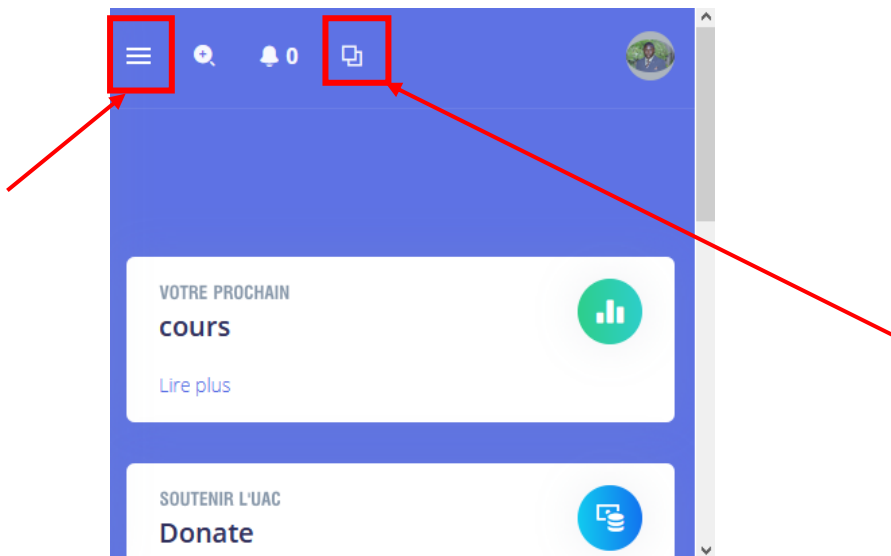 0
VOTRE PROCHAIN
cours
Lire plus
SOUTENIR L'UAC
Donate